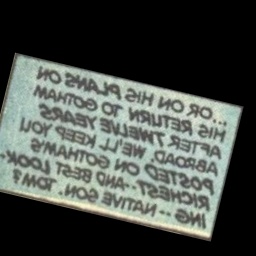 ...OR ON HIS PLANS ON
HIS RETURN TO GOTHAM
AFTER TWELVE YEARS
ABROAD. WE'LL KEEP YOU
POSTED ON GOTHAM'S
RICHEST--AND BEST LOOK-
ING -- NATIVE SON. TOM?